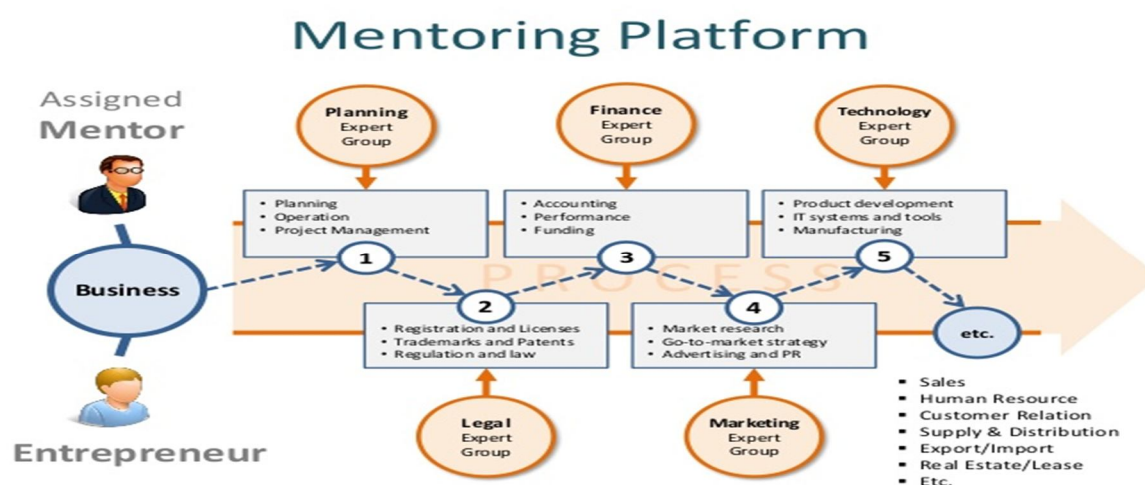 Mentoring Platform
Assigned
Mentor
Business
Entrepreneur
Planning
Expert
Group
Finance
Expert
Group
Technology
Expert
Group
• Planning
• Operation
• Project Management
• Accounting
• Performance
• Funding
• Product development
• IT systems and tools
• Manufacturing
1
3
5
PROCESS
2
4
• Registration and Licenses
• Trademarks and Patents
• Regulation and law
• Market research
• Go-to-market strategy
• Advertising and PR
etc.
Legal
Expert
Group
Marketing
Expert
Group
▪ Sales
▪ Human Resource
▪ Customer Relation
▪ Supply & Distribution
▪ Export/Import
▪ Real Estate/Lease
▪ Etc.